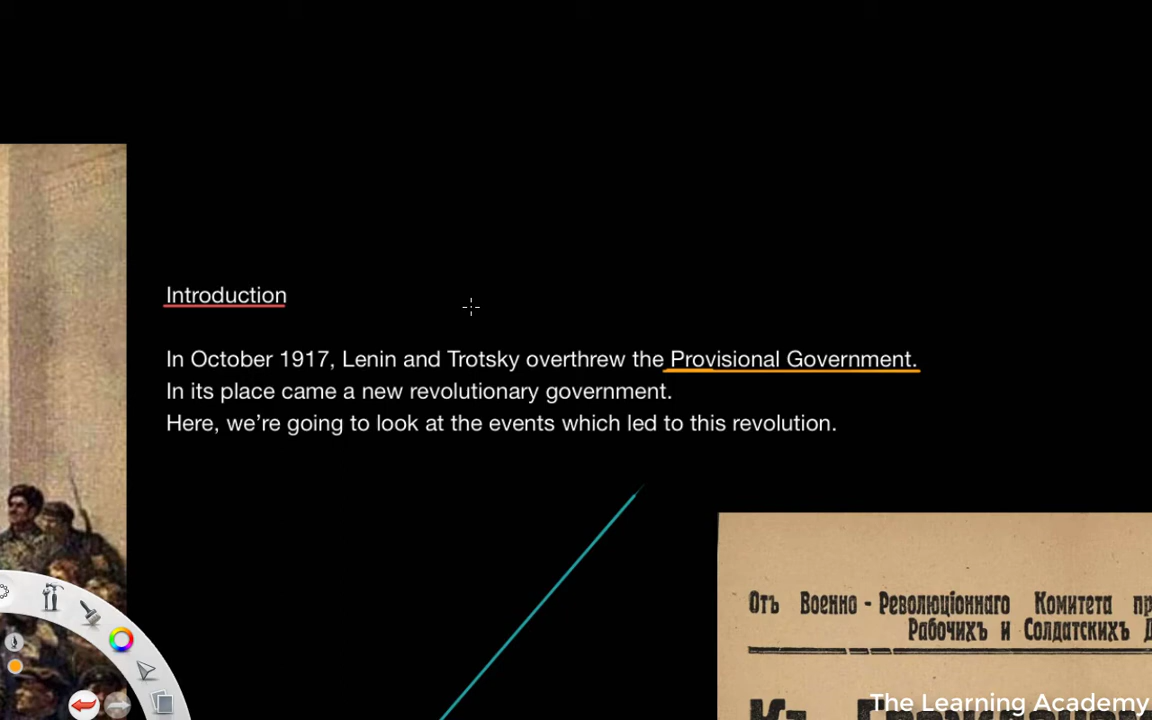 Introduction
In October 1917, Lenin and Trotsky overthrew the Provisional Government.
In its place came a new revolutionary government.
Here, we’re going to look at the events which led to this revolution.
Отъ Военно - Революціоннаго Комитета
Рабочихъ и Солдатскихъ
The Learning Academy